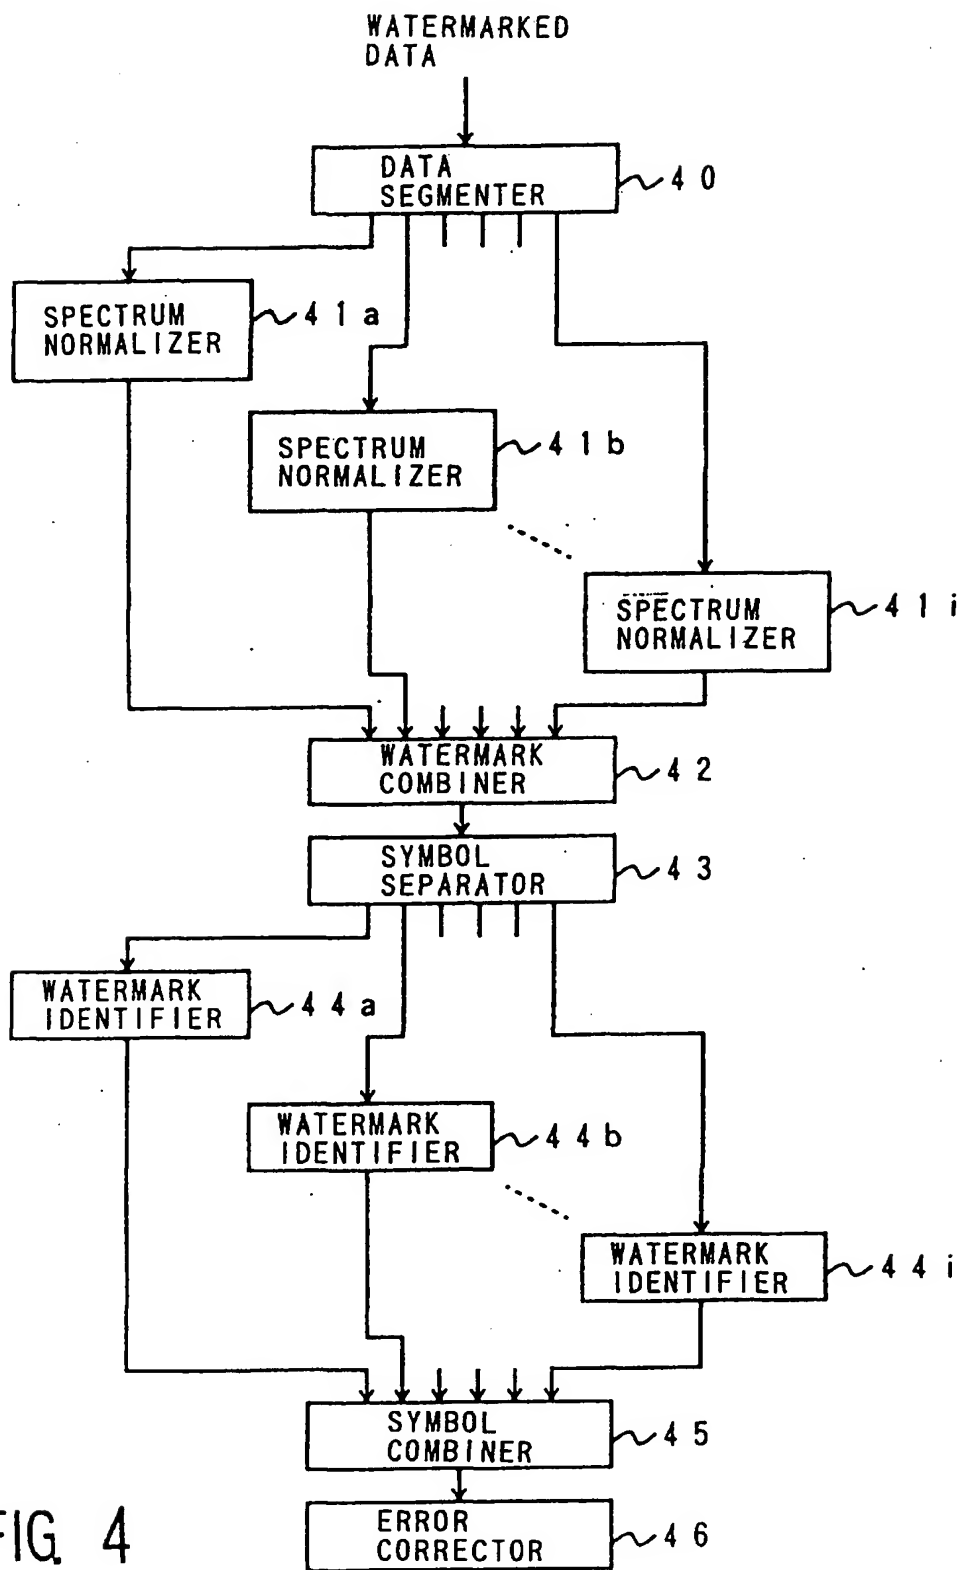 WATERMARKED
DATA
DATA
SEGMENTER
40
SPECTRUM
NORMALIZER
41a
SPECTRUM
NORMALIZER
41b
SPECTRUM
NORMALIZER
41i
WATERMARK
COMBINER
42
SYMBOL
SEPARATOR
43
WATERMARK
IDENTIFIER
44a
WATERMARK
IDENTIFIER
44b
WATERMARK
IDENTIFIER
44i
SYMBOL
COMBINER
45
ERROR
CORRECTOR
46
FIG. 4